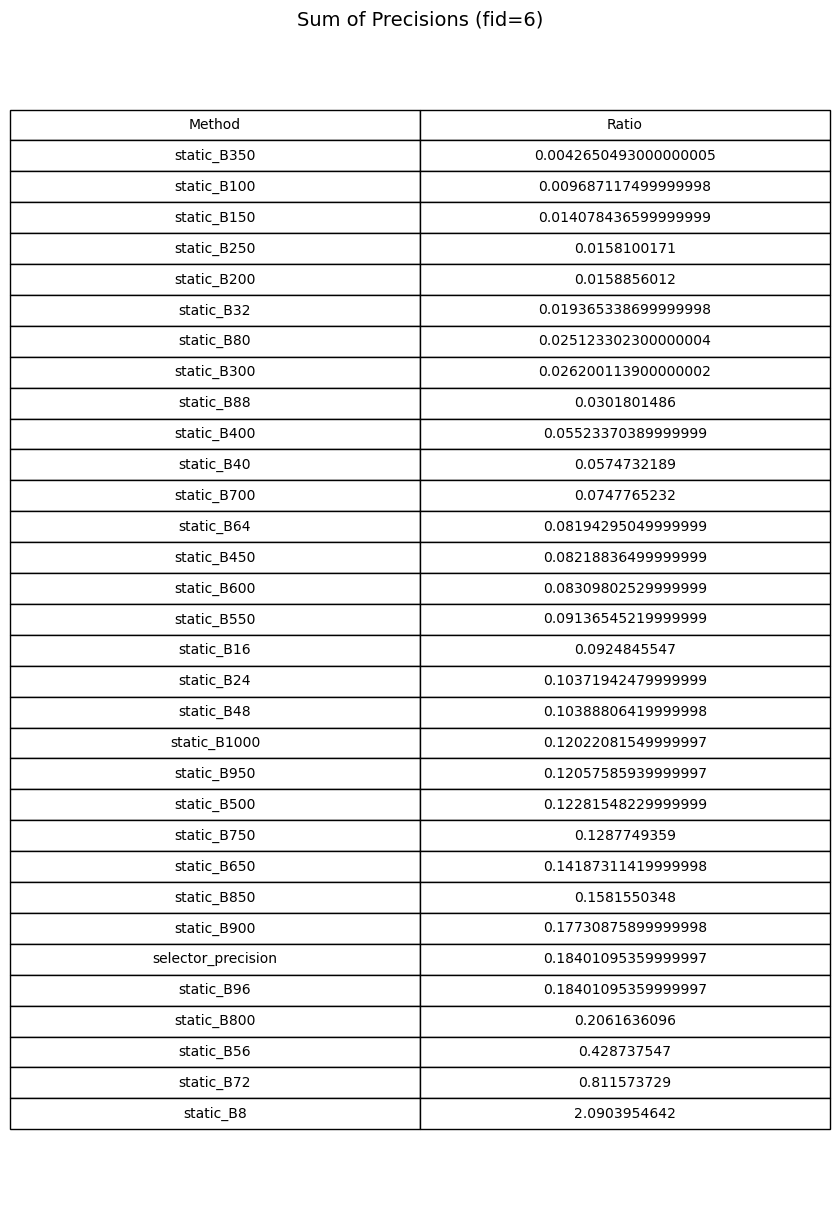 Sum of Precisions (fid=6)
Method Ratio
static_B350 0.0042650493000000005
static_B100 0.009687117499999998
static_B150 0.014078436599999999
static_B250 0.0158100171
static_B200 0.0158856012
static_B32 0.019365338699999998
static_B80 0.025123302300000004
static_B300 0.026200113900000002
static_B88 0.0301801486
static_B400 0.05523370389999999
static_B40 0.0574732189
static_B700 0.0747765232
static_B64 0.08194295049999999
static_B450 0.08218836499999999
static_B600 0.08309802529999999
static_B550 0.09136545219999999
static_B16 0.0924845547
static_B24 0.10371942479999999
static_B48 0.10388806419999998
static_B1000 0.12022081549999997
static_B950 0.12057585939999997
static_B500 0.12281548229999999
static_B750 0.1287749359
static_B650 0.14187311419999998
static_B850 0.1581550348
static_B900 0.17730875899999998
selector_precision 0.18401095359999997
static_B96 0.18401095359999997
static_B800 0.2061636096
static_B56 0.428737547
static_B72 0.811573729
static_B8 2.0903954642